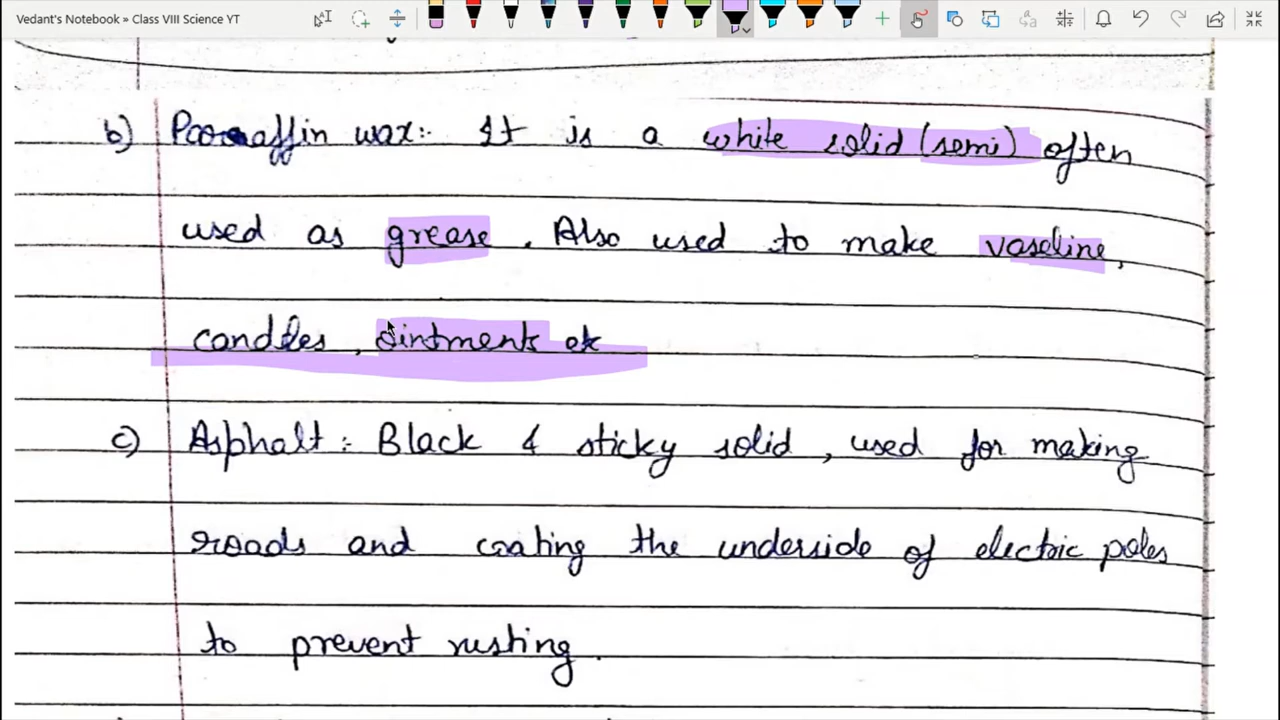 Vedant's Notebook » Class VIII Science YT
b) Paraffin wax:- It is a white solid (semi) often
used as grease. Also used to make vaseline,
candles, ointments etc
c) Asphalt:- Black & sticky solid, used for making
roads and coating the underside of electric poles
to prevent rusting.